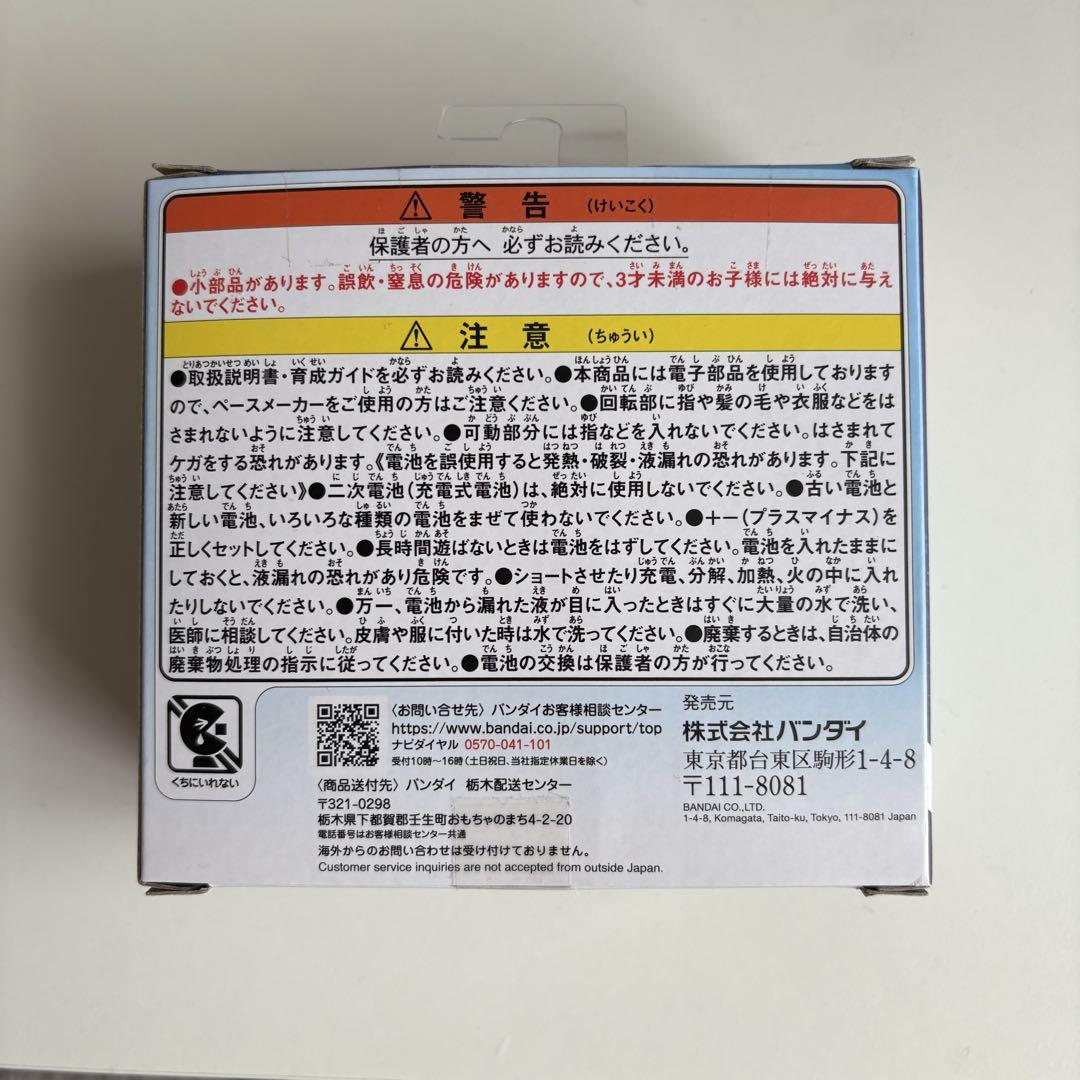 ⚠ 警告 (けいこく)
保護者の方へ 必ずお読みください。
●小部品があります。誤飲・窒息の危険がありますので、3才未満のお子様には絶対に与え
ないでください。
⚠ 注意 (ちゅうい)
●取扱説明書・育成ガイドを必ずお読みください。●本商品には電子部品を使用しております
ので、ペースメーカーをご使用の方はご注意ください。●回転部に指や髪の毛や衣服などをは
さまれないように注意してください。●可動部分には指などを入れないでください。はさまれて
ケガをする恐れがあります。《電池を誤使用すると発熱・破裂・液漏れの恐れがあります。下記に
注意してください》●二次電池(充電式電池)は、絶対に使用しないでください。●古い電池と
新しい電池、いろいろな種類の電池をまぜて使わないでください。●+-(プラスマイナス)を
正しくセットしてください。●長時間遊ばないときは電池をはずしてください。電池を入れたままに
しておくと、液漏れの恐れがあり危険です。●ショートさせたり充電、分解、加熱、火の中に入れ
たりしないでください。●万一、電池から漏れた液が目に入ったときはすぐに大量の水で洗い、
医師に相談してください。皮膚や服に付いた時は水で洗ってください。●廃棄するときは、自治体の
廃棄物処理の指示に従ってください。●電池の交換は保護者の方が行ってください。
くちにいれない
〈お問い合せ先〉バンダイお客様相談センター
https://www.bandai.co.jp/support/top
ナビダイヤル 0570-041-101
受付10時〜16時(土日祝日、当社指定休業日を除く)
〈商品送付先〉バンダイ 栃木配送センター
〒321-0298
栃木県下都賀郡壬生町おもちゃのまち4-2-20
電話番号はお客様相談センター共通
海外からのお問い合わせは受け付けておりません。
Customer service inquiries are not accepted from outside Japan.
発売元
株式会社バンダイ
東京都台東区駒形1-4-8
〒111-8081
BANDAI CO.,LTD.
1-4-8, Komagata, Taito-ku, Tokyo, 111-8081 Japan